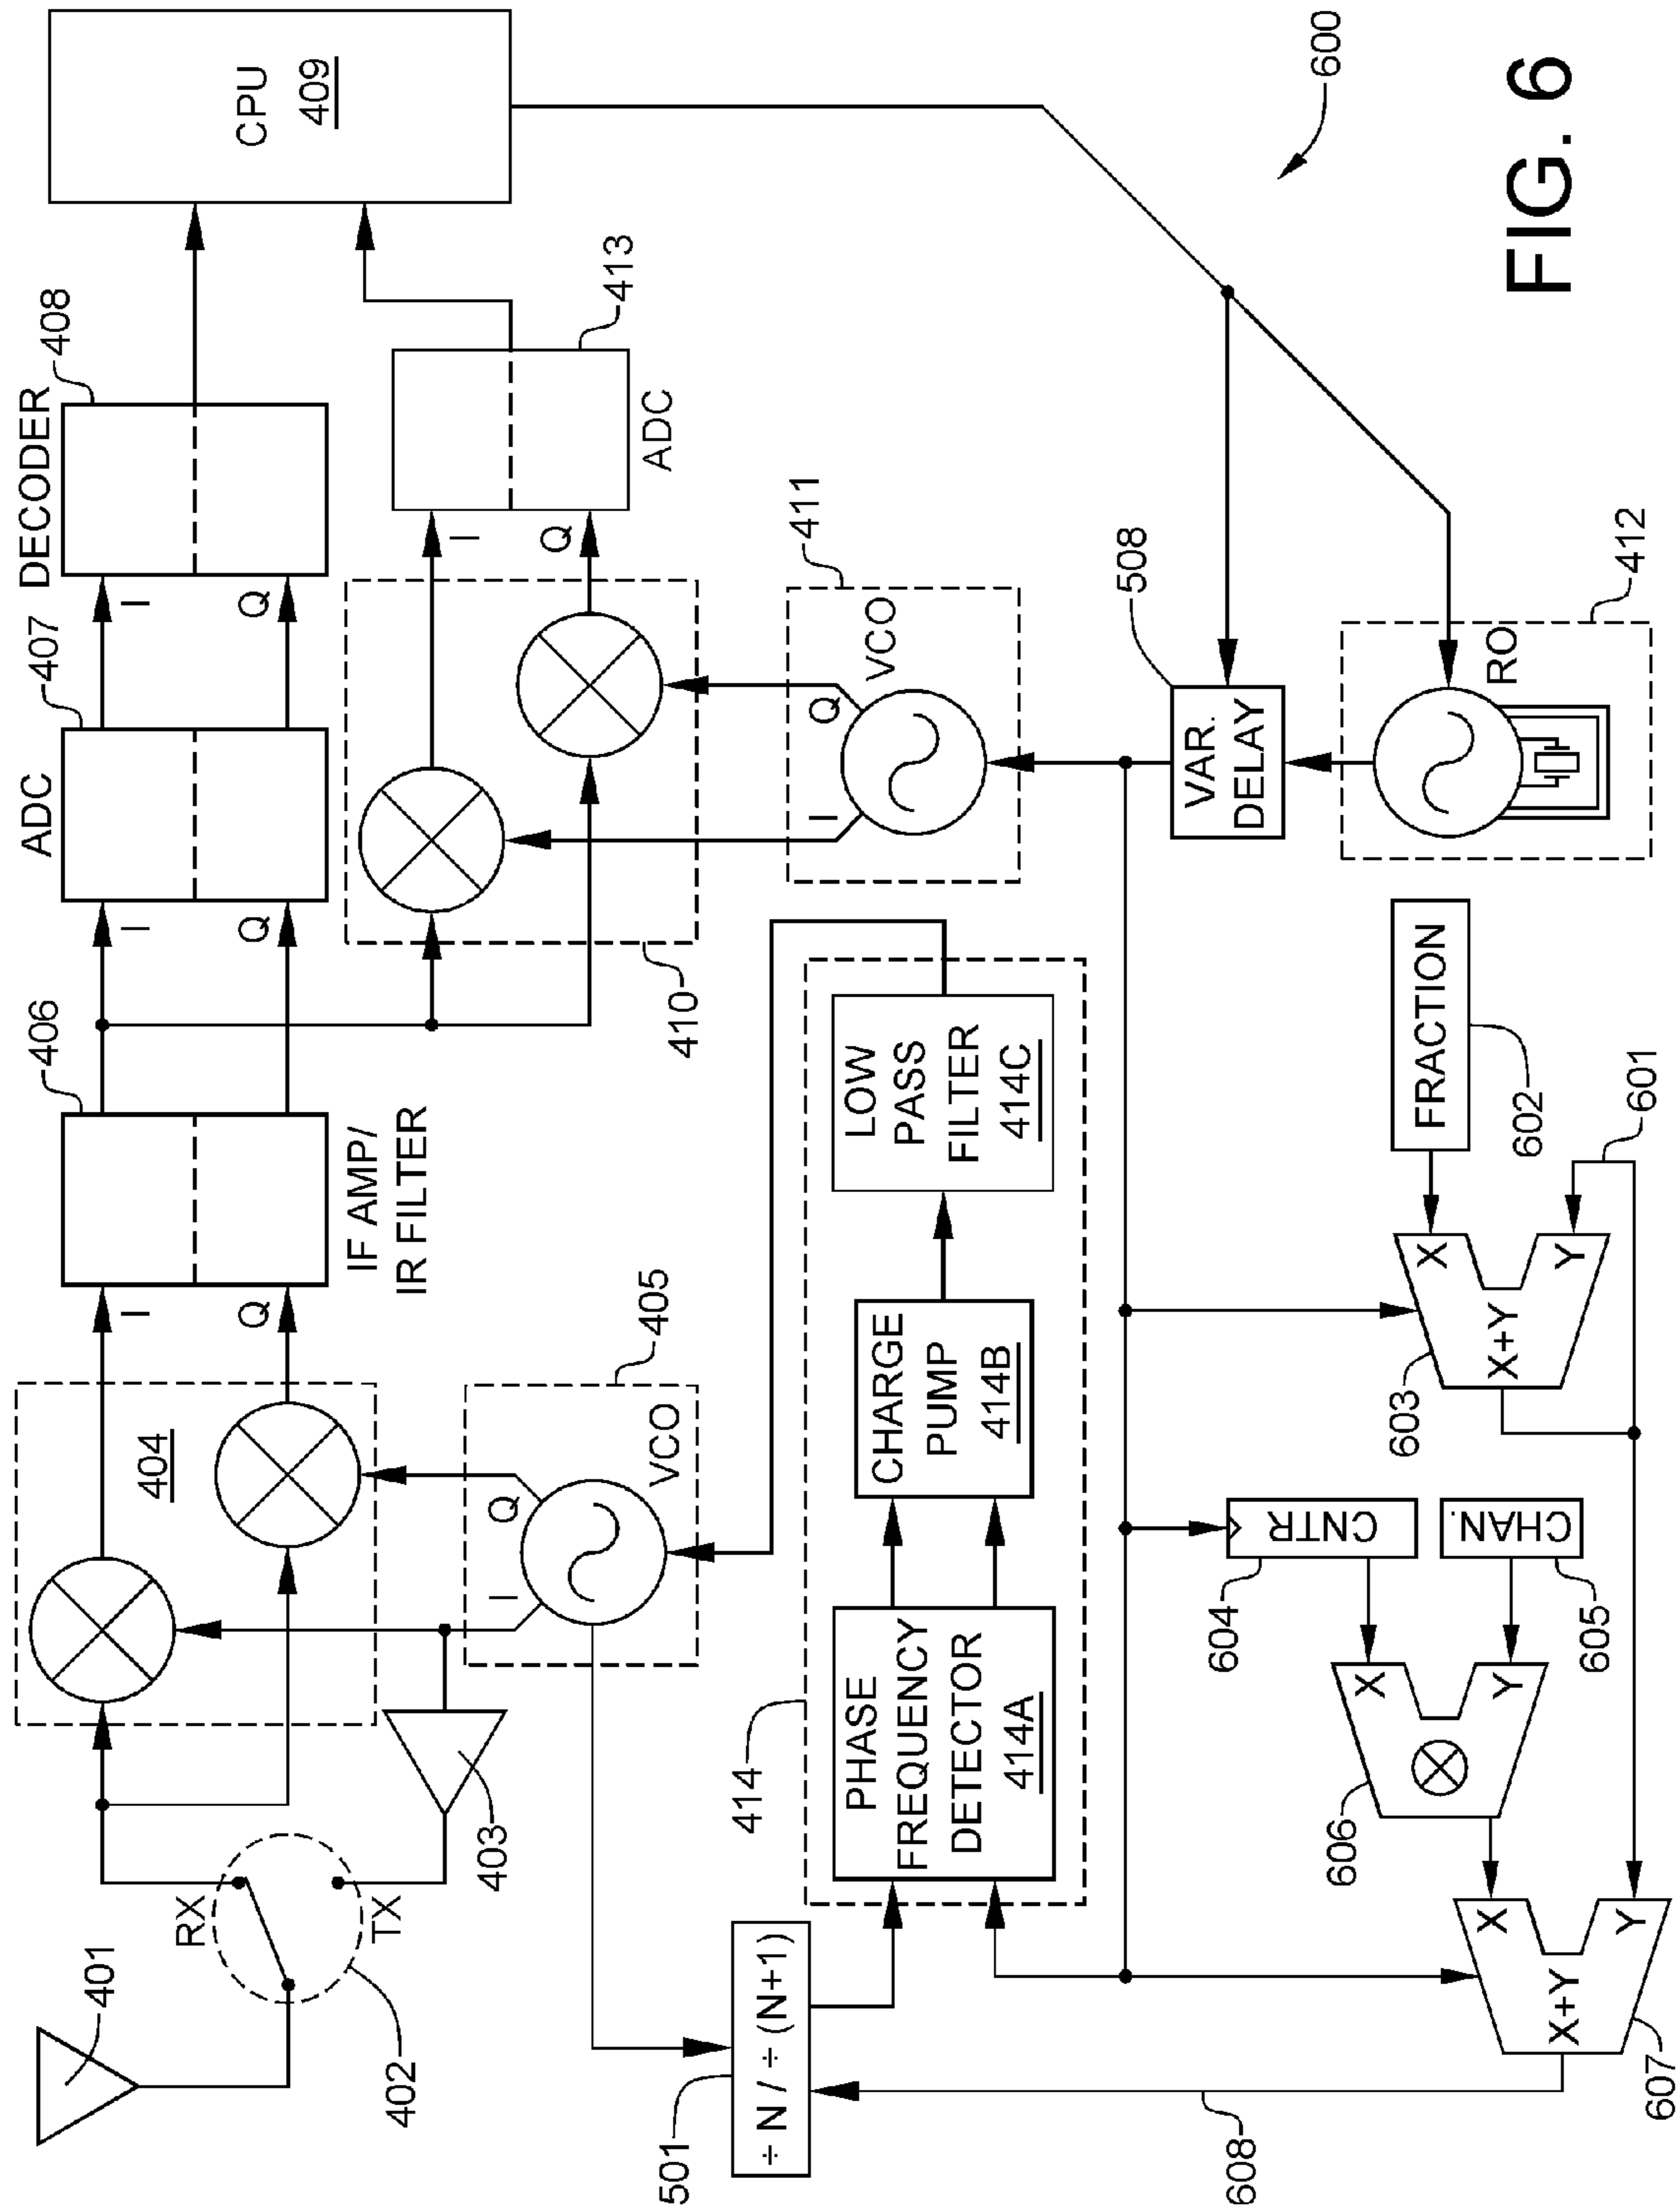 401
RX
402
TX
403
404
I
Q
405
I
Q
VCO
406
I
Q
IF AMP/
IR FILTER
407
ADC
I
Q
408
DECODER
I
Q
CPU
409
410
I
Q
413
ADC
411
I
Q
VCO
508
VAR.
DELAY
412
RO
501
÷ N / ÷ (N+1)
414
PHASE
FREQUENCY
DETECTOR
414A
CHARGE
PUMP
414B
LOW
PASS
FILTER
414C
608
607
X
Y
X+Y
606
X
Y
604
CNTR
605
CHAN.
603
X
Y
X+Y
FRACTION
602
601
600
FIG. 6